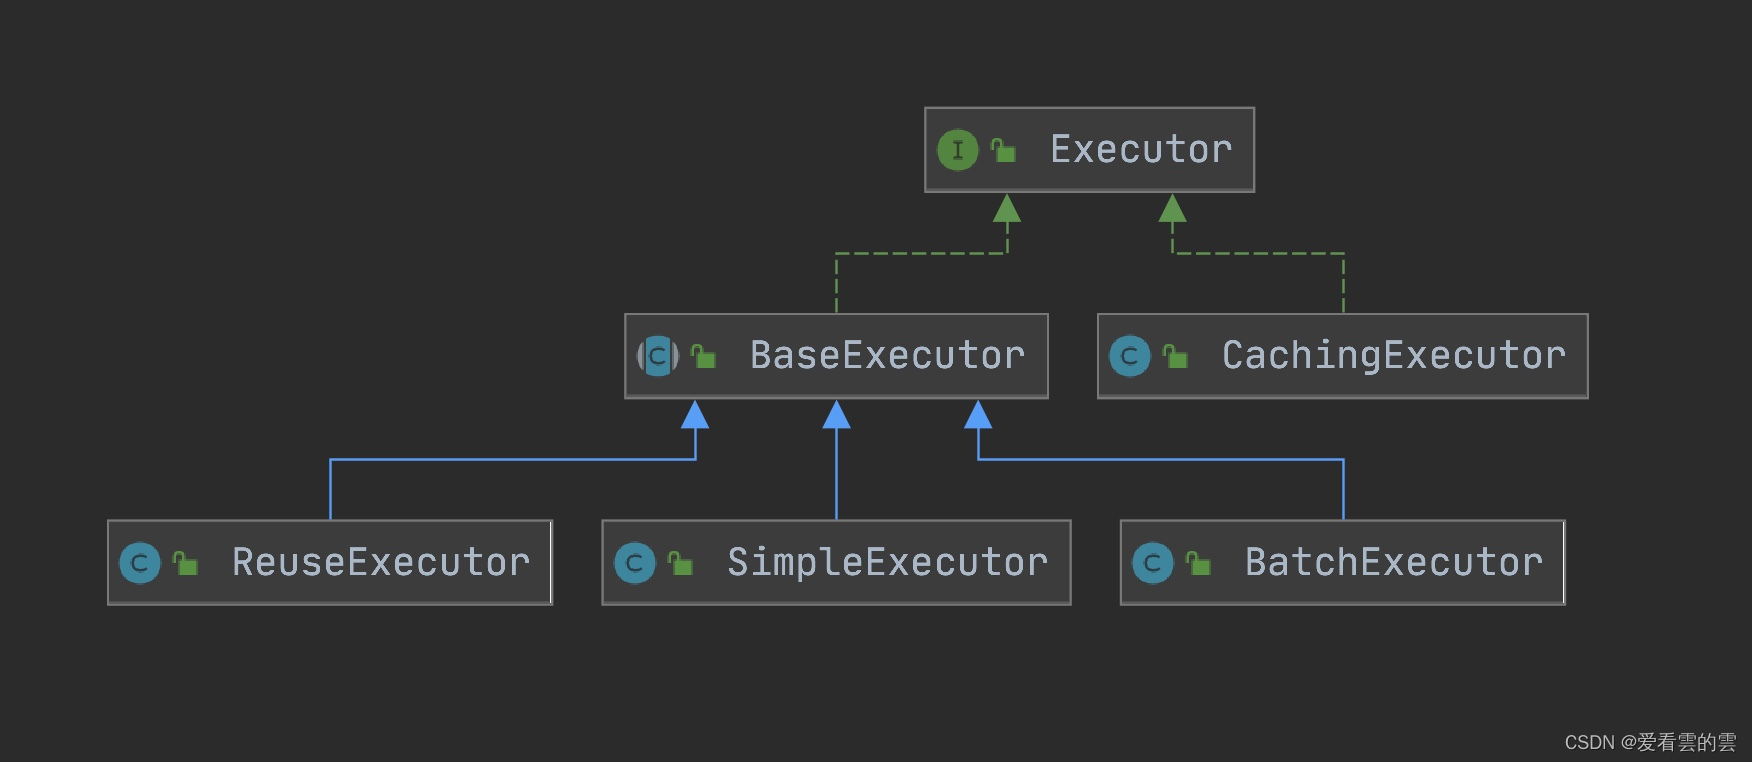 I Executor
C BaseExecutor
C CachingExecutor
C ReuseExecutor
C SimpleExecutor
C BatchExecutor
CSDN @爱看雲的雲